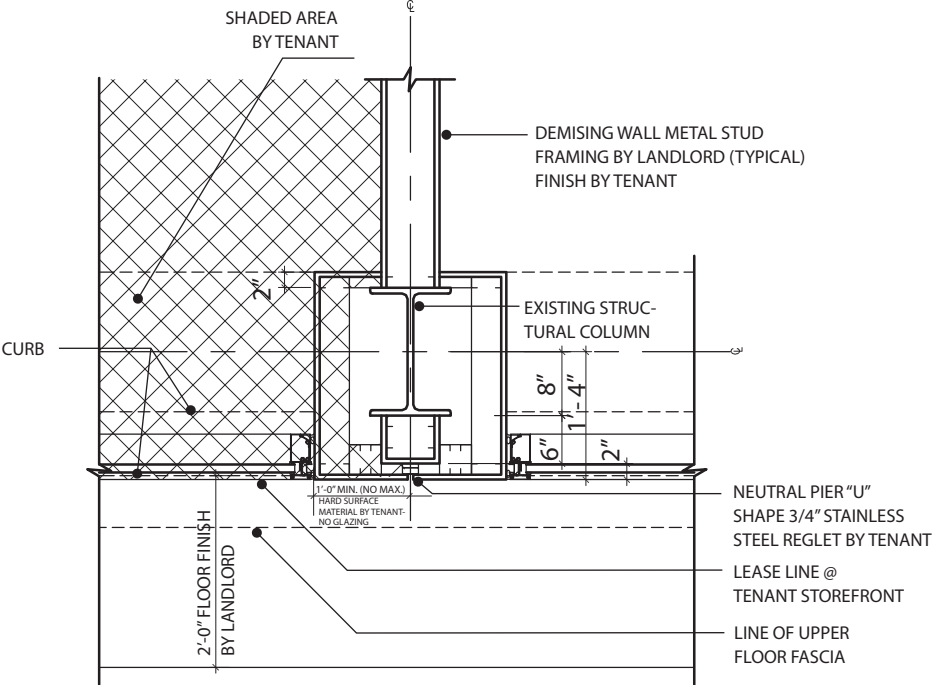 ℄
SHADED AREA
BY TENANT
DEMISING WALL METAL STUD
FRAMING BY LANDLORD (TYPICAL)
FINISH BY TENANT
2"
EXISTING STRUC-
TURAL COLUMN
CURB
℄
8"
1'-4"
6"
2"
1'-0" MIN. (NO MAX.)
HARD SURFACE
MATERIAL BY TENANT-
NO GLAZING
NEUTRAL PIER "U"
SHAPE 3/4" STAINLESS
STEEL REGLET BY TENANT
2'-0" FLOOR FINISH
BY LANDLORD
LEASE LINE @
TENANT STOREFRONT
LINE OF UPPER
FLOOR FASCIA